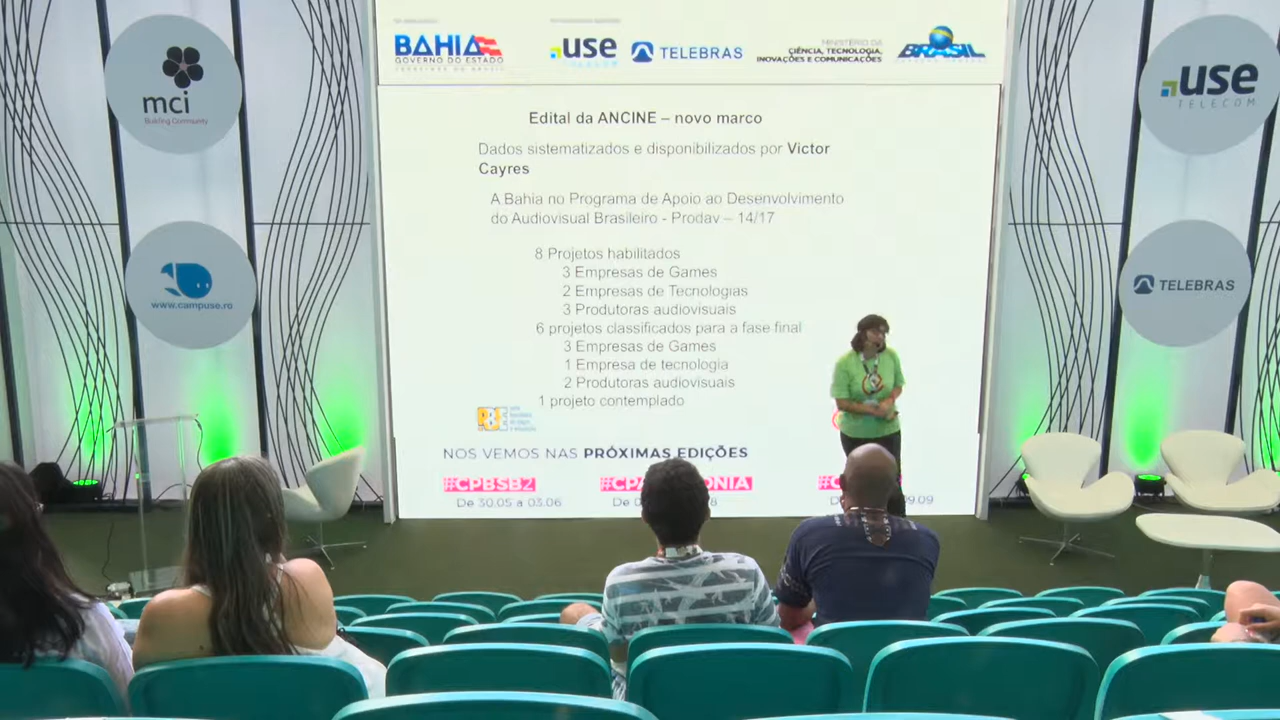 BAHIA
GOVERNO DO ESTADO
use
TELECOM
TELEBRAS
MINISTÉRIO DA
CIÊNCIA, TECNOLOGIA,
INOVAÇÕES E COMUNICAÇÕES
BRASIL
mci
Building Community
use
TELECOM
www.campuse.ro
TELEBRAS
Edital da ANCINE – novo marco
Dados sistematizados e disponibilizados por Victor
Cayres
A Bahia no Programa de Apoio ao Desenvolvimento
do Audiovisual Brasileiro - Prodav – 14/17
8 Projetos habilitados
3 Empresas de Games
2 Empresas de Tecnologias
3 Produtoras audiovisuais
6 projetos classificados para a fase final
3 Empresas de Games
1 Empresa de tecnologia
2 Produtoras audiovisuais
1 projeto contemplado
NOS VEMOS NAS PRÓXIMAS EDIÇÕES
#CPBSB2
De 30.05 a 03.06